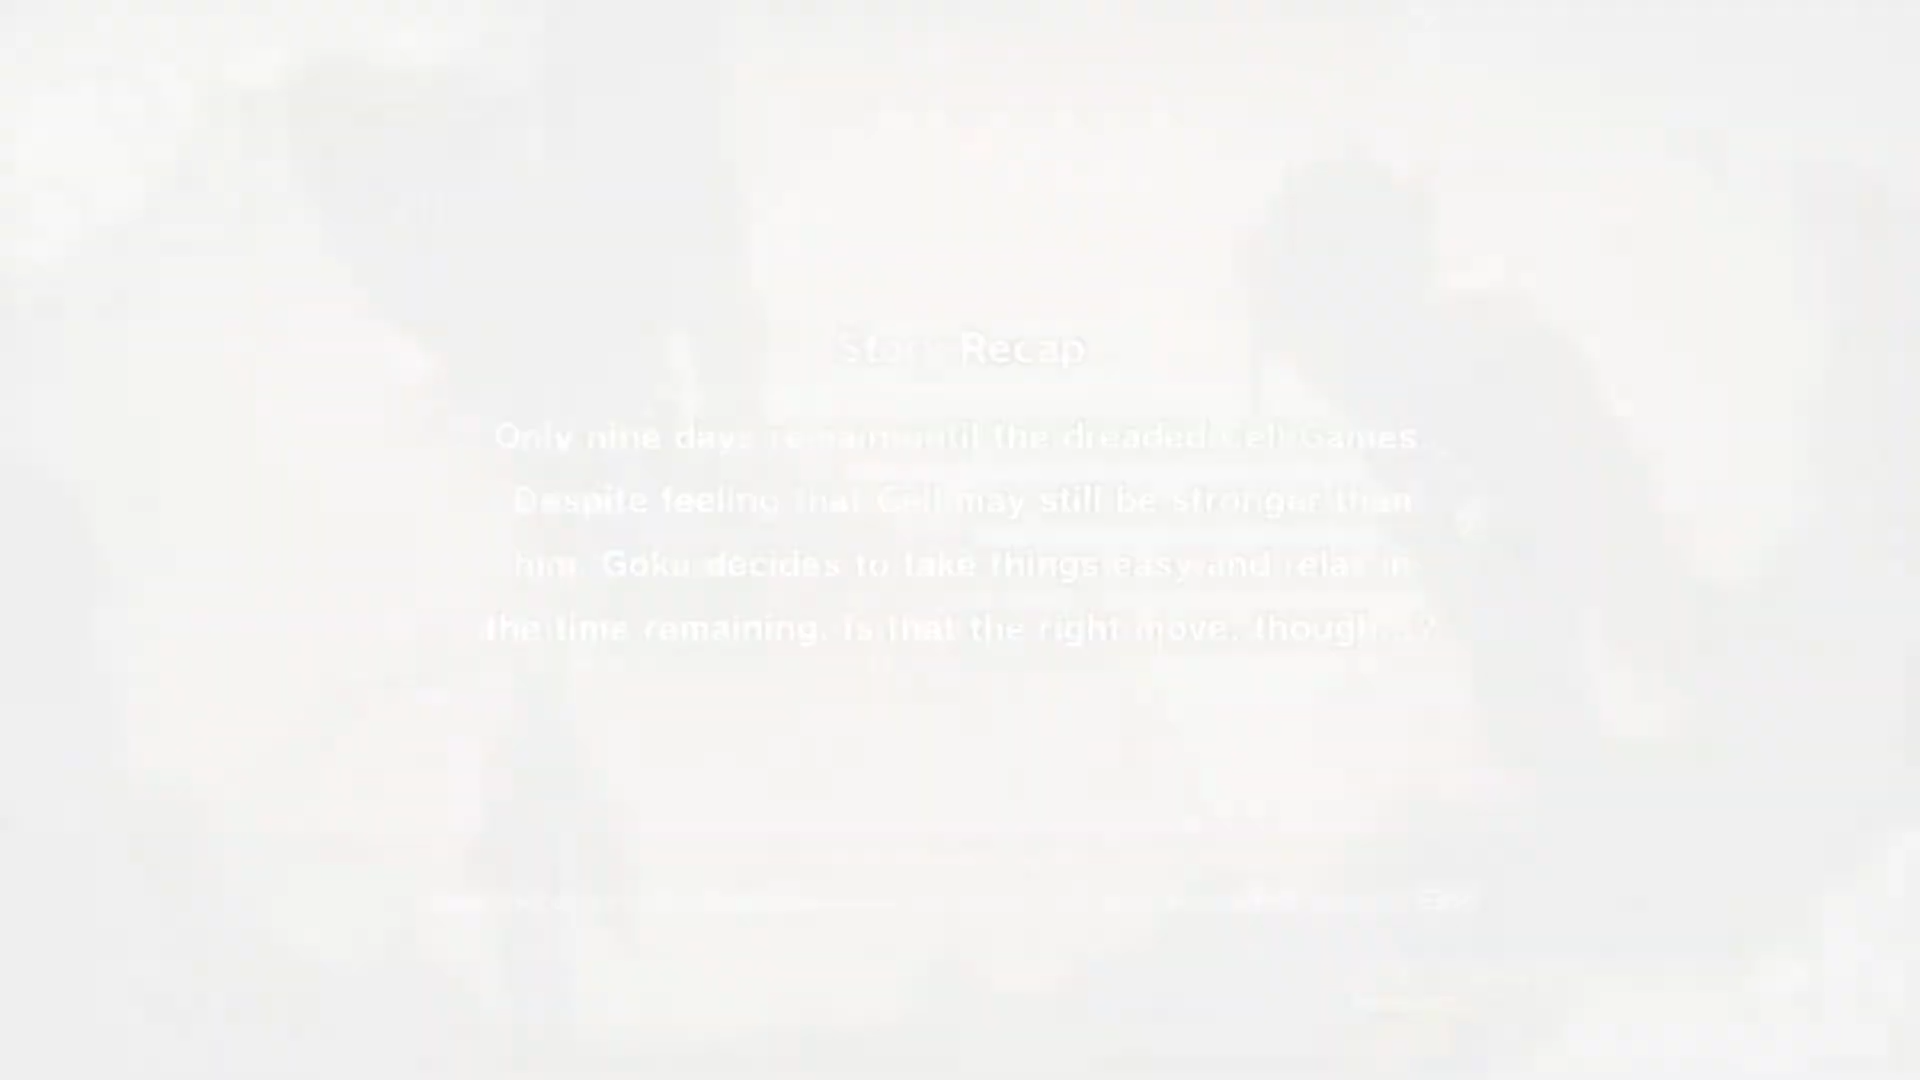 Story Recap
Only nine days remain until the dreaded Cell Games.
Despite feeling that Cell may still be stronger than
him, Goku decides to take things easy and relax in
the time remaining. Is that the right move, though...?